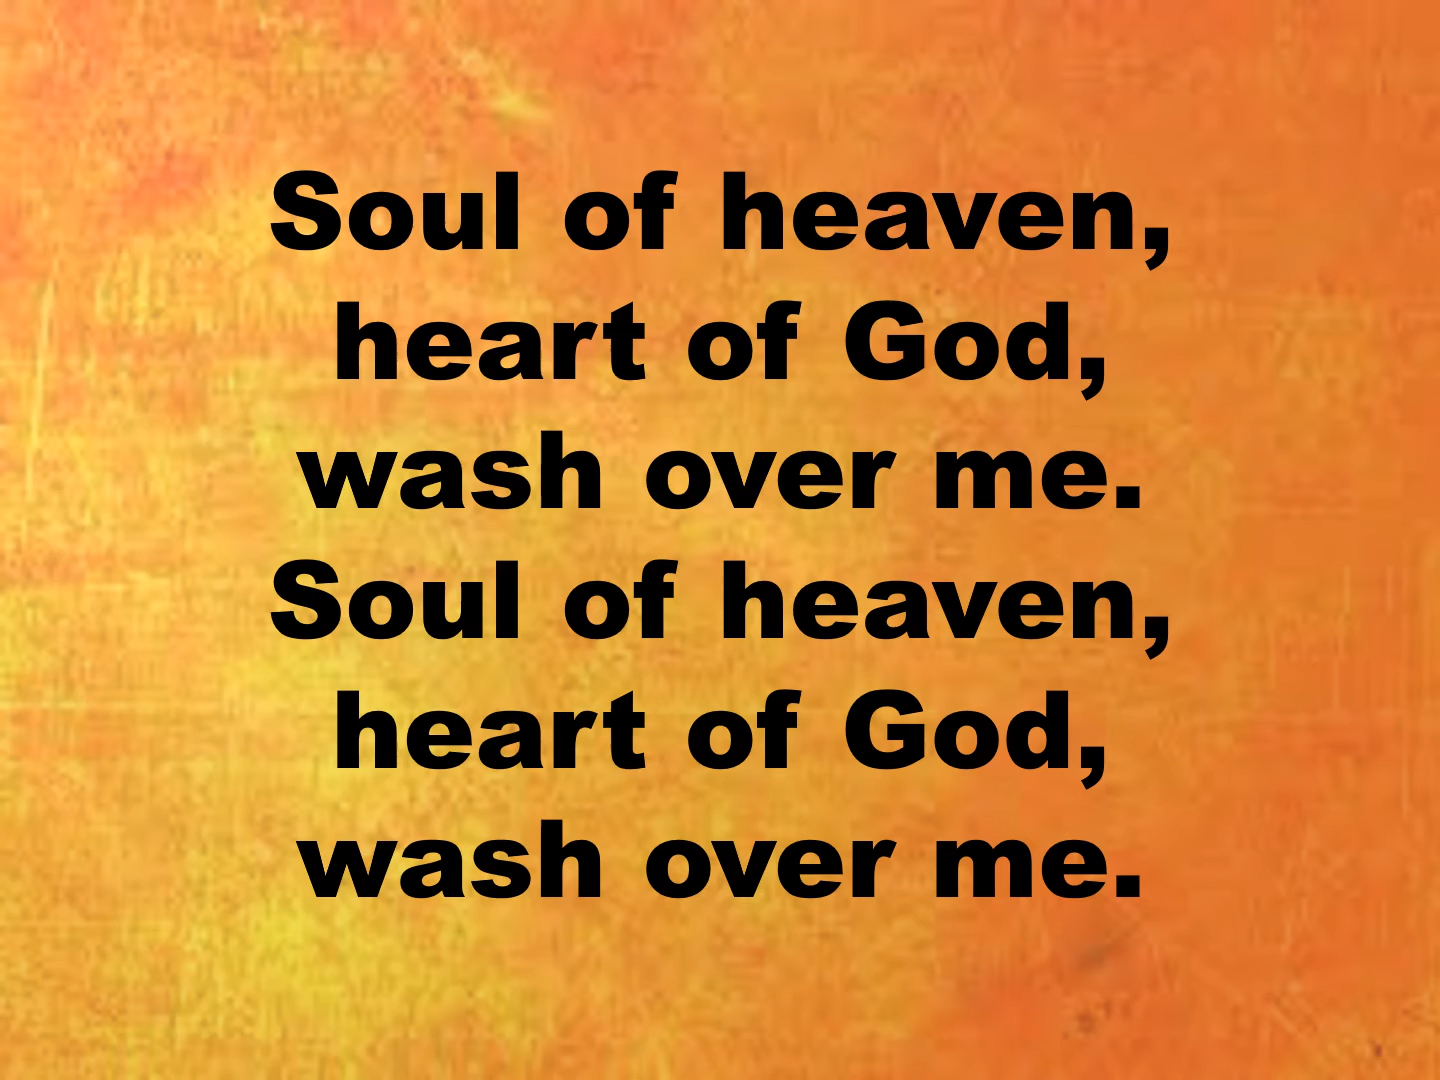 Soul of heaven,
heart of God,
wash over me.
Soul of heaven,
heart of God,
wash over me.